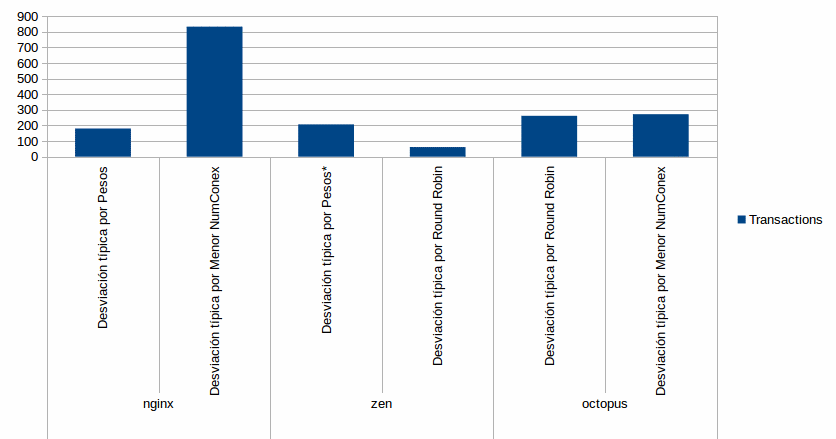 900
800
700
600
500
400
300
200
100
0
Desviación típica por Pesos
Desviación típica por Menor NumConex
Desviación típica por Pesos*
Desviación típica por Round Robin
Desviación típica por Round Robin
Desviación típica por Menor NumConex
nginx
zen
octopus
Transactions